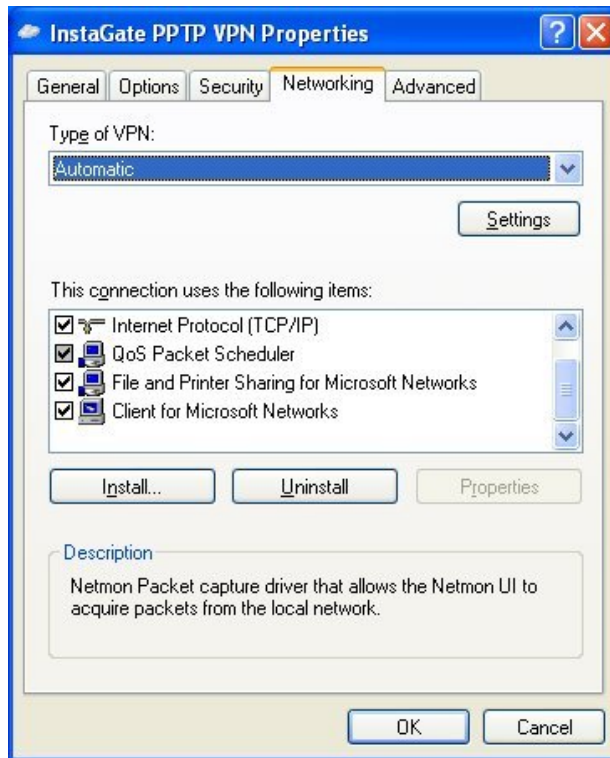 InstaGate PPTP VPN Properties
General Options Security Networking Advanced
Type of VPN:
Automatic
Settings
This connection uses the following items:
Internet Protocol (TCP/IP)
QoS Packet Scheduler
File and Printer Sharing for Microsoft Networks
Client for Microsoft Networks
Install... Uninstall Properties
Description
Netmon Packet capture driver that allows the Netmon UI to
acquire packets from the local network.
OK Cancel